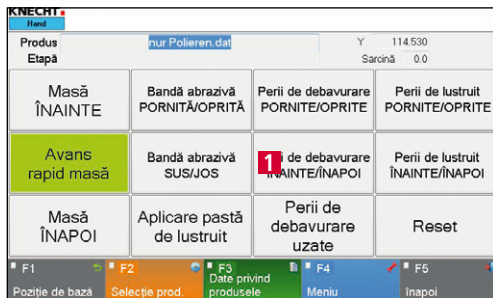 KNECHT
Hand
Produs nur Polieren.dat Y 114.530
Etapă Sarcină 0.0
Masă
ÎNAINTE
Bandă abrazivă
PORNITĂ/OPRITĂ
Perii de debavurare
PORNITE/OPRITE
Perii de lustruit
PORNITE/OPRITE
Avans
rapid masă
Bandă abrazivă
SUS/JOS
1
de debavurare
ÎNAINTE/ÎNAPOI
Perii de lustruit
ÎNAINTE/ÎNAPOI
Masă
ÎNAPOI
Aplicare pastă
de lustruit
Perii de
debavurare
uzate
Reset
F1
Poziție de bază
F2
Selecție prod.
F3
Date privind
produsele
F4
Meniu
F5
Inapoi